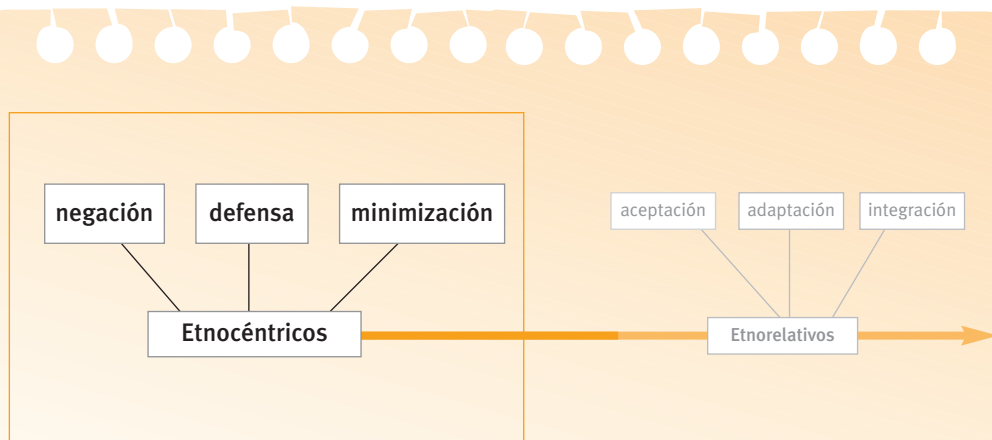 negación
defensa
minimización
aceptación
adaptación
integración
Etnocéntricos
Etnorelativos